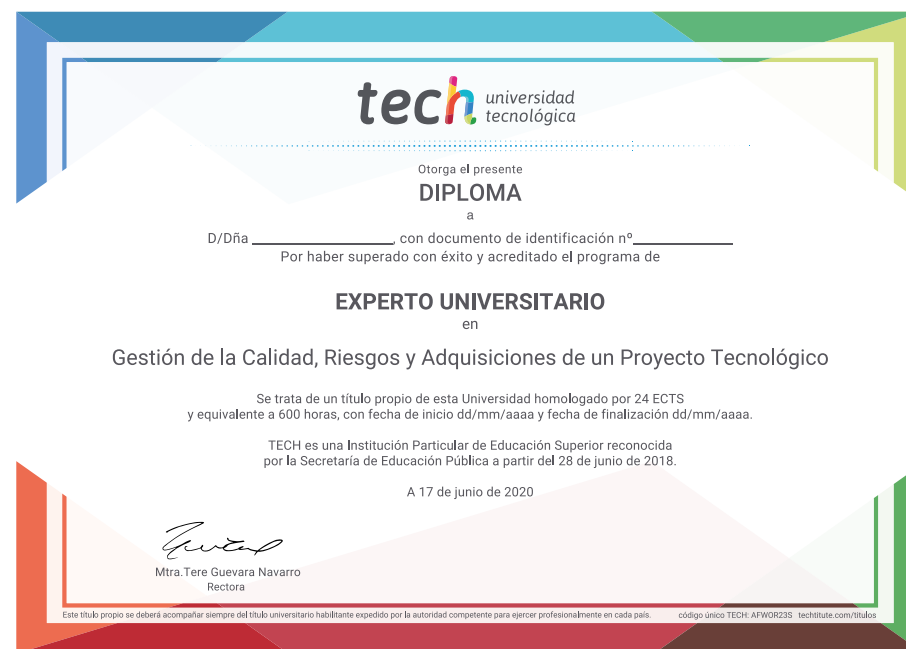 tech universidad
tecnológica
Otorga el presente
DIPLOMA
a
D/Dña ______________, con documento de identificación nº__________
Por haber superado con éxito y acreditado el programa de
EXPERTO UNIVERSITARIO
en
Gestión de la Calidad, Riesgos y Adquisiciones de un Proyecto Tecnológico
Se trata de un título propio de esta Universidad homologado por 24 ECTS
y equivalente a 600 horas, con fecha de inicio dd/mm/aaaa y fecha de finalización dd/mm/aaaa.
TECH es una Institución Particular de Educación Superior reconocida
por la Secretaría de Educación Pública a partir del 28 de junio de 2018.
A 17 de junio de 2020
Mtra.Tere Guevara Navarro
Rectora
Este título propio se deberá acompañar siempre del título universitario habilitante expedido por la autoridad competente para ejercer profesionalmente en cada país. código único TECH: AFWOR23S techtitute.com/titulos